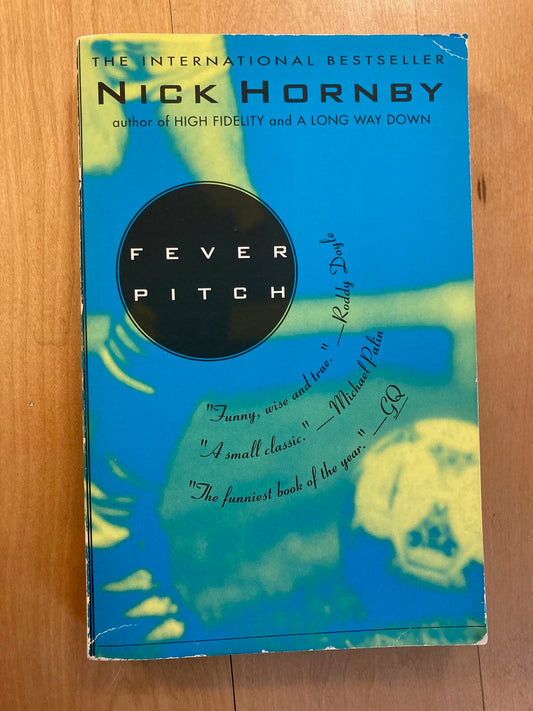 THE INTERNATIONAL BESTSELLER
NICK HORNBY
author of HIGH FIDELITY and A LONG WAY DOWN
FEVER
PITCH
"Funny, wise and true." —Roddy Doyle
"A small classic." —Michael Palin
"The funniest book of the year." —GQ